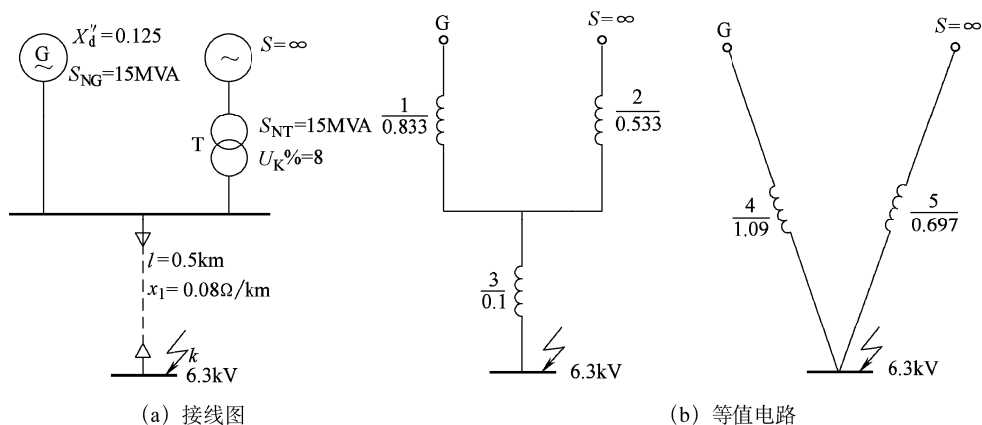 G
X″d=0.125
SNG=15MVA
S=∞
T
SNT=15MVA
UK%=8
l=0.5km
x1=0.08Ω/km
k
6.3kV
(a) 接线图
G
S=∞
1
0.833
2
0.533
3
0.1
6.3kV
G
S=∞
4
1.09
5
0.697
6.3kV
(b) 等值电路